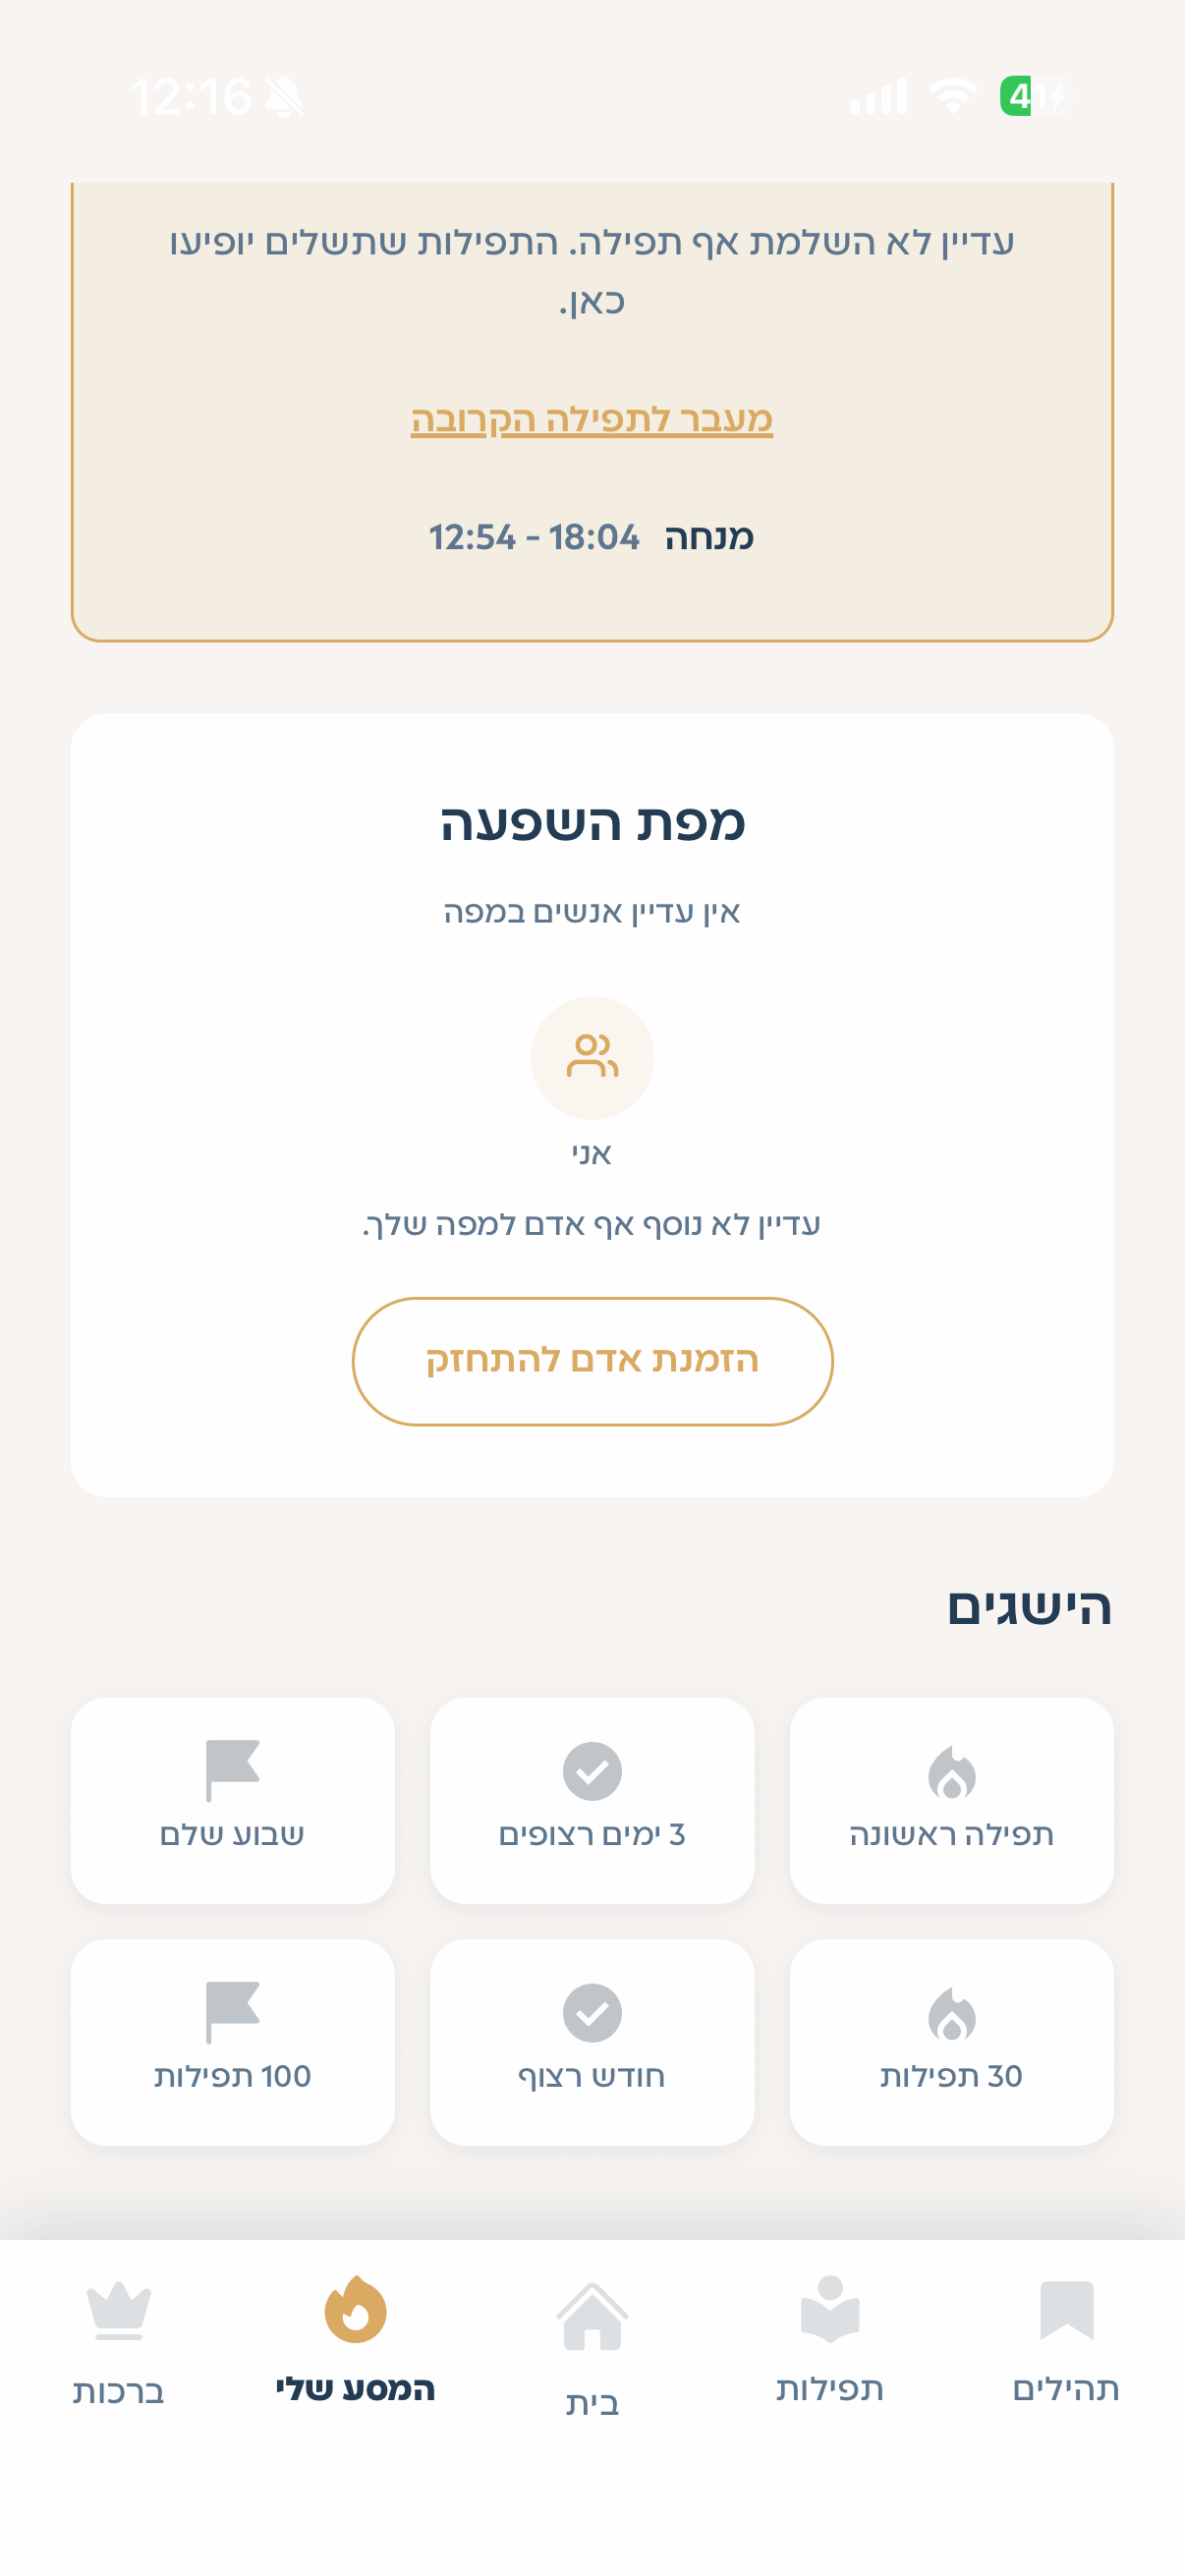 12:16
41
עדיין לא השלמת אף תפילה. התפילות שתשלים יופיעו
כאן.
מעבר לתפילה הקרובה
מנחה 12:54 - 18:04
מפת השפעה
אין עדיין אנשים במפה
אני
עדיין לא נוסף אף אדם למפה שלך.
הזמנת אדם להתחזק
הישגים
תפילה ראשונה
3 ימים רצופים
שבוע שלם
30 תפילות
חודש רצוף
100 תפילות
תהילים
תפילות
בית
המסע שלי
ברכות